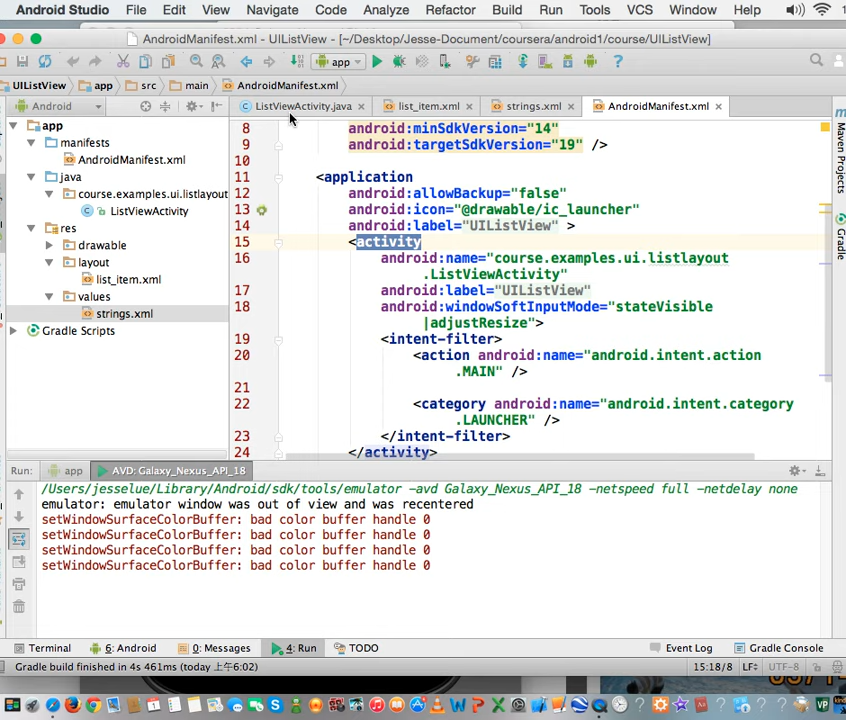 Android Studio File Edit View Navigate Code Analyze Refactor Build Run Tools VCS Window Help
AndroidManifest.xml - UIListView - [~/Desktop/Jesse-Document/coursera/android1/course/UIListView]
app
UIListView app src main AndroidManifest.xml
Android
ListViewActivity.java list_item.xml strings.xml AndroidManifest.xml
app
manifests
AndroidManifest.xml
java
course.examples.ui.listlayout
ListViewActivity
res
drawable
layout
list_item.xml
values
strings.xml
Gradle Scripts
8 android:minSdkVersion="14"
9 android:targetSdkVersion="19" />
10
11 <application
12 android:allowBackup="false"
13 android:icon="@drawable/ic_launcher"
14 android:label="UIListView" >
15 <activity
16 android:name="course.examples.ui.listlayout
.ListViewActivity"
17 android:label="UIListView"
18 android:windowSoftInputMode="stateVisible
|adjustResize">
19 <intent-filter>
20 <action android:name="android.intent.action
.MAIN" />
21
22 <category android:name="android.intent.category
.LAUNCHER" />
23 </intent-filter>
24 </activity>
Maven Projects
Gradle
Run: app AVD: Galaxy_Nexus_API_18
/Users/jesselue/Library/Android/sdk/tools/emulator -avd Galaxy_Nexus_API_18 -netspeed full -netdelay none
emulator: emulator window was out of view and was recentered
setWindowSurfaceColorBuffer: bad color buffer handle 0
setWindowSurfaceColorBuffer: bad color buffer handle 0
setWindowSurfaceColorBuffer: bad color buffer handle 0
setWindowSurfaceColorBuffer: bad color buffer handle 0
Terminal 6: Android 0: Messages 4: Run TODO Event Log Gradle Console
Gradle build finished in 4s 461ms (today 上午6:02) 15:18/8 LF UTF-8